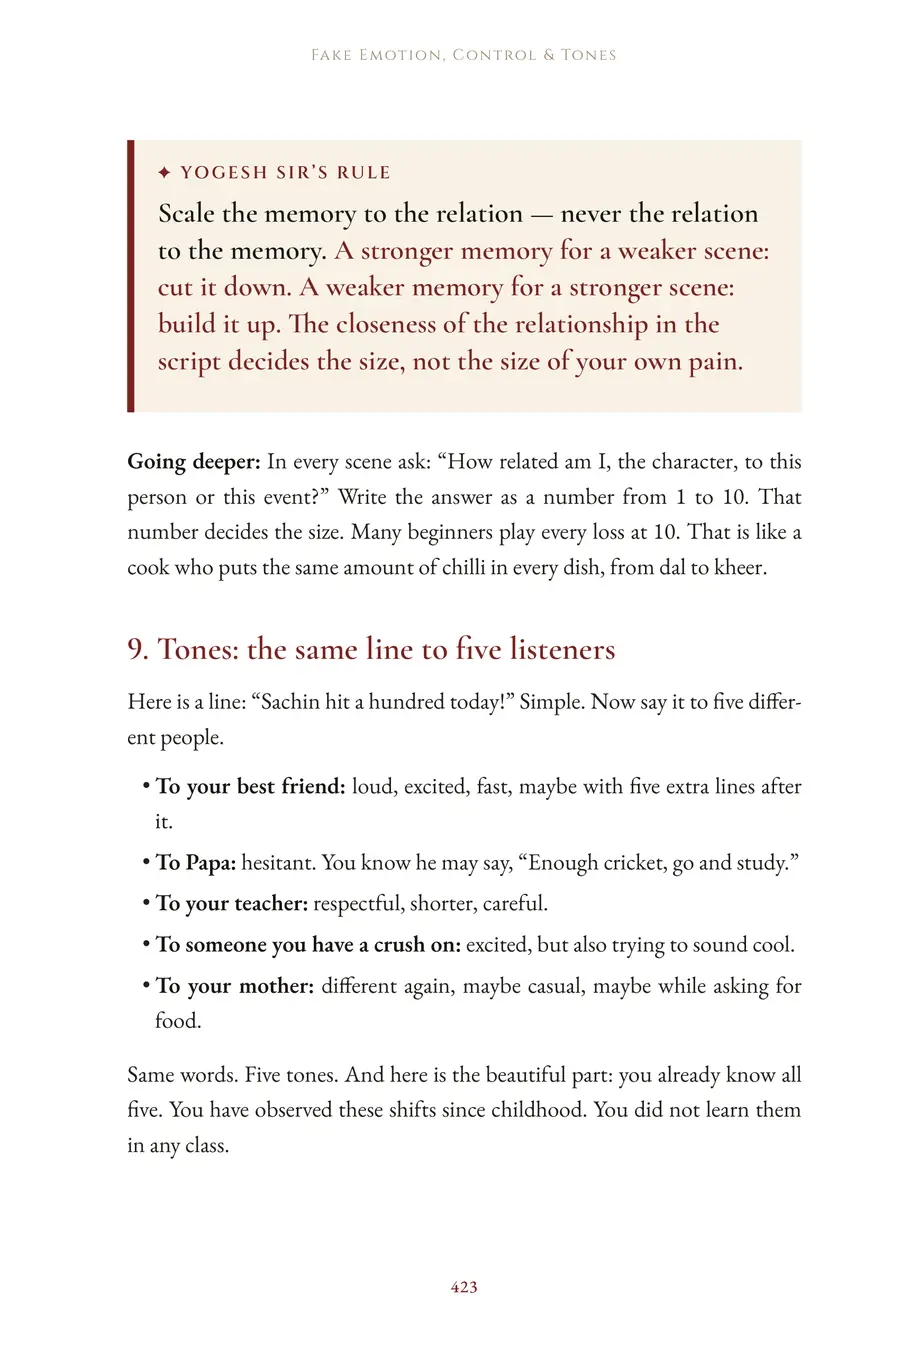 FAKE EMOTION, CONTROL & TONES
✦ YOGESH SIR’S RULE
Scale the memory to the relation — never the relation
to the memory. A stronger memory for a weaker scene:
cut it down. A weaker memory for a stronger scene:
build it up. The closeness of the relationship in the
script decides the size, not the size of your own pain.
Going deeper: In every scene ask: “How related am I, the character, to this
person or this event?” Write the answer as a number from 1 to 10. That
number decides the size. Many beginners play every loss at 10. That is like a
cook who puts the same amount of chilli in every dish, from dal to kheer.
9. Tones: the same line to five listeners
Here is a line: “Sachin hit a hundred today!” Simple. Now say it to five differ-
ent people.
• To your best friend: loud, excited, fast, maybe with five extra lines after
it.
• To Papa: hesitant. You know he may say, “Enough cricket, go and study.”
• To your teacher: respectful, shorter, careful.
• To someone you have a crush on: excited, but also trying to sound cool.
• To your mother: different again, maybe casual, maybe while asking for
food.
Same words. Five tones. And here is the beautiful part: you already know all
five. You have observed these shifts since childhood. You did not learn them
in any class.
423